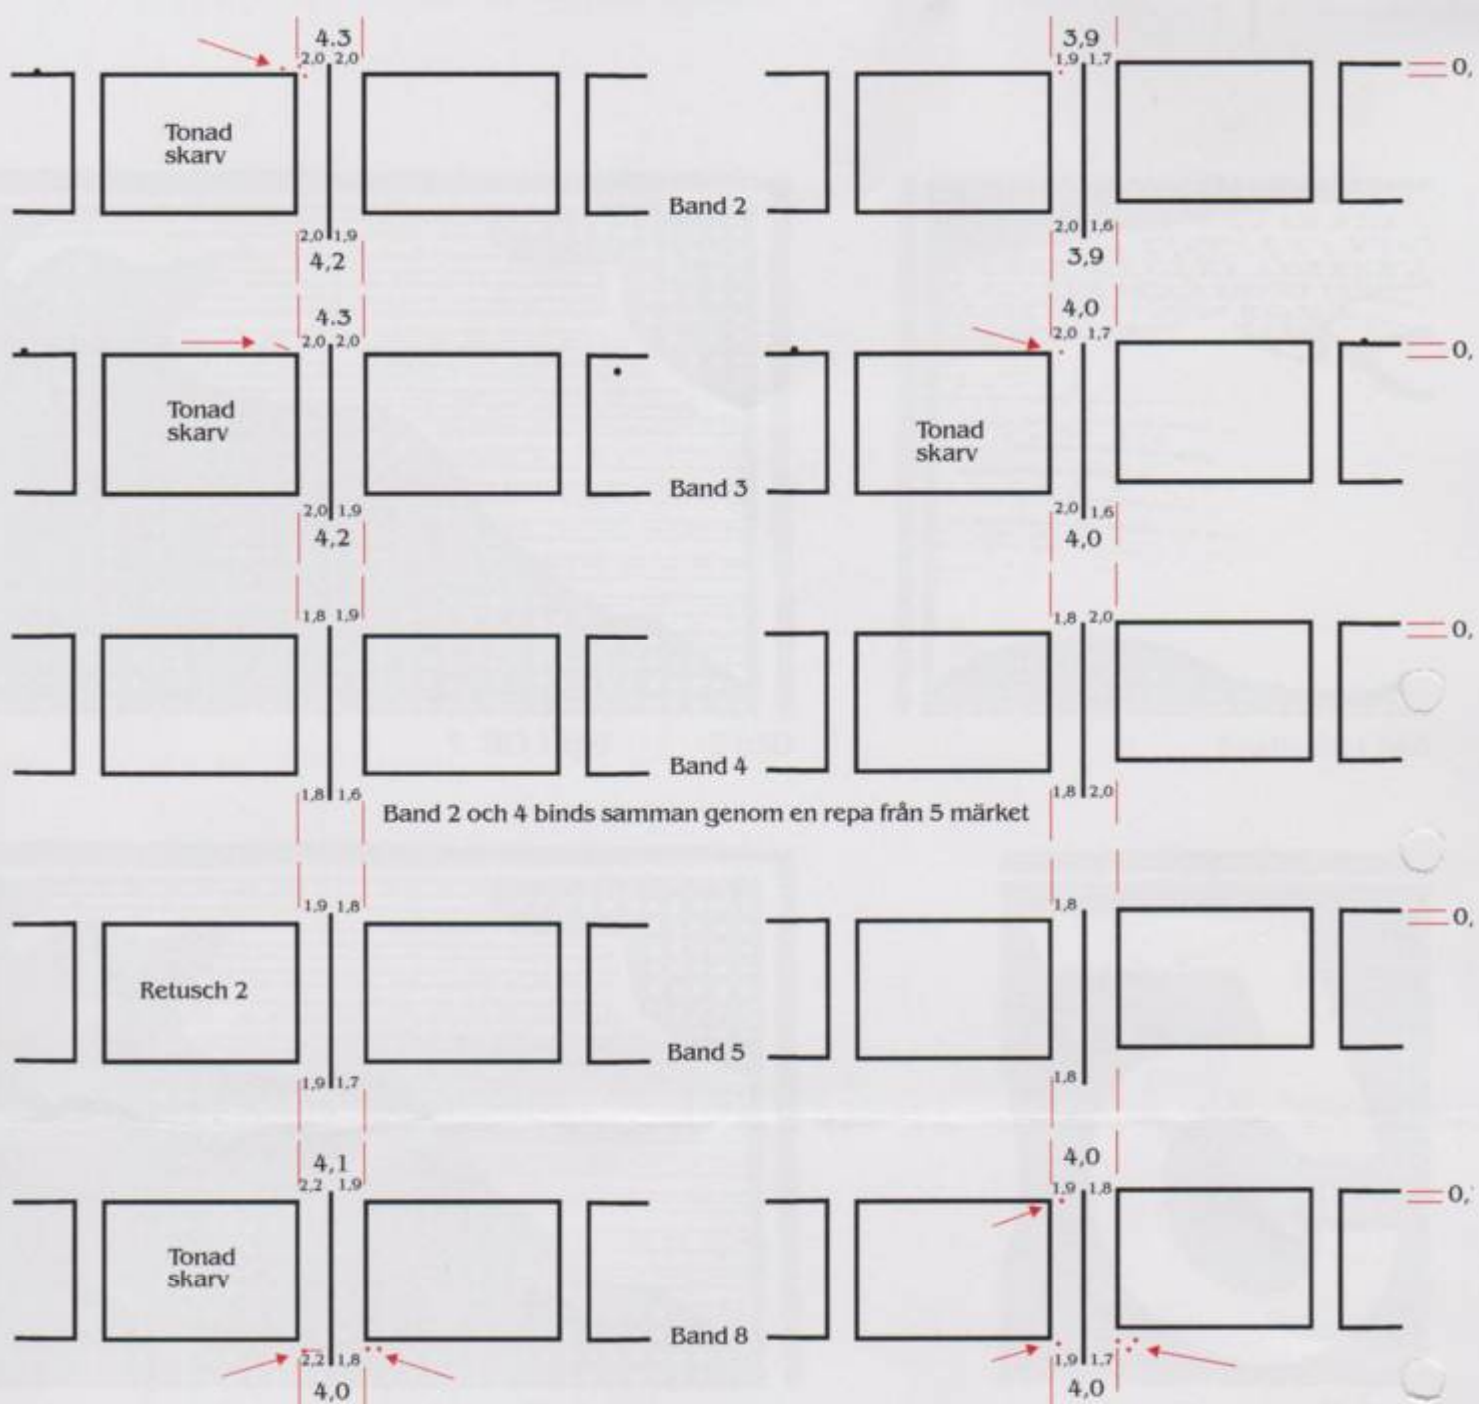 4.3
3,9
2,0 2,0
1,9 1,7
0,
Tonad
skarv
Band 2
2,0 1,9
2,0 1,6
4,2
3,9
4.3
4,0
2,0 2,0
2,0 1,7
0,
Tonad
skarv
Tonad
skarv
Band 3
2,0 1,9
2,0 1,6
4,2
4,0
1,8 1,9
1,8 2,0
0,
Band 4
1,8 1,6
1,8 2,0
Band 2 och 4 binds samman genom en repa från 5 märket
1,9 1,8
1,8
0,
Retusch 2
Band 5
1,9 1,7
1,8
4,1
4,0
2,2 1,9
1,9 1,8
0,
Tonad
skarv
Band 8
2,2 1,8
1,9 1,7
4,0
4,0